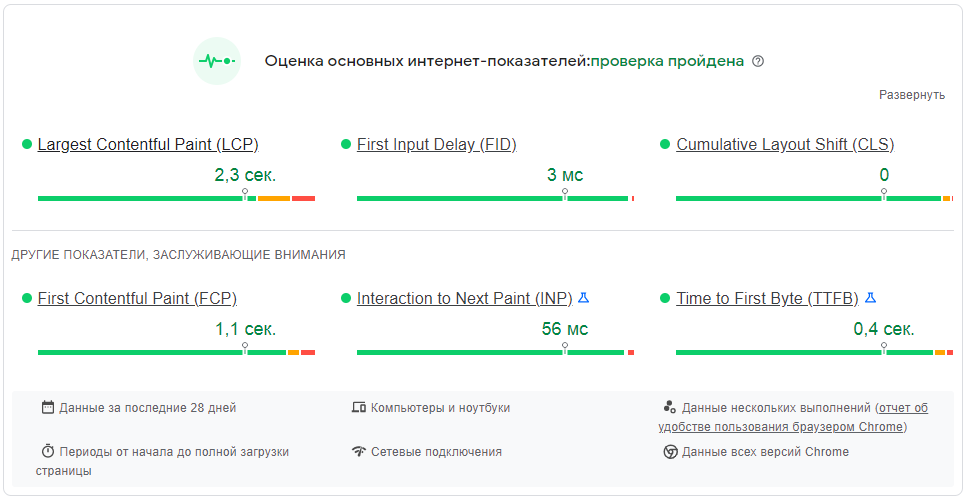 Оценка основных интернет-показателей:проверка пройдена
Развернуть
Largest Contentful Paint (LCP)
2,3 сек.
First Input Delay (FID)
3 мс
Cumulative Layout Shift (CLS)
0
ДРУГИЕ ПОКАЗАТЕЛИ, ЗАСЛУЖИВАЮЩИЕ ВНИМАНИЯ
First Contentful Paint (FCP)
1,1 сек.
Interaction to Next Paint (INP)
56 мс
Time to First Byte (TTFB)
0,4 сек.
Данные за последние 28 дней
Компьютеры и ноутбуки
Данные нескольких выполнений (отчет об
удобстве пользования браузером Chrome)
Периоды от начала до полной загрузки
страницы
Сетевые подключения
Данные всех версий Chrome